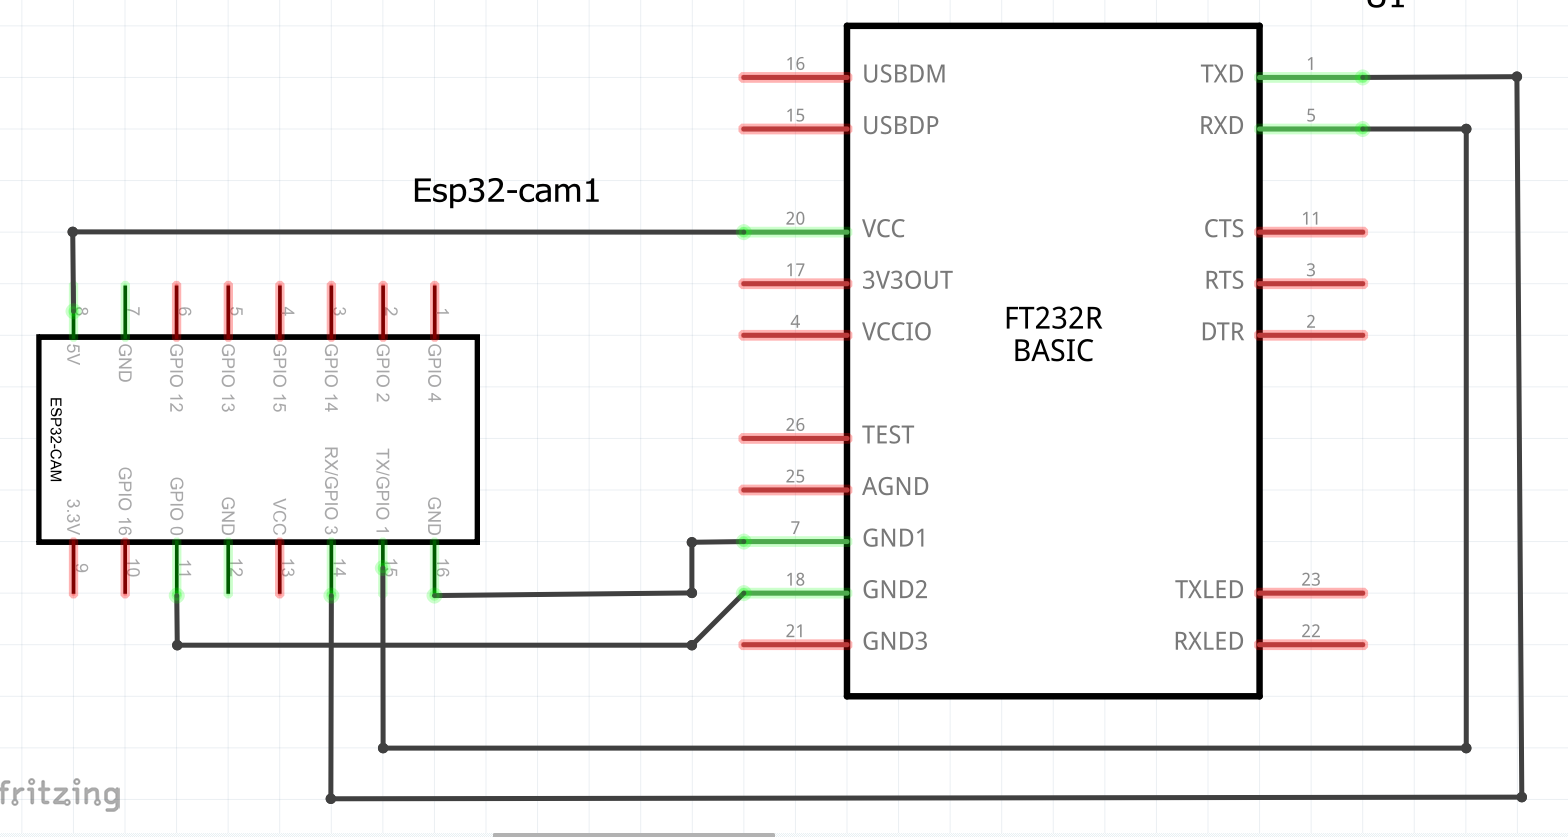 U1
16 USBDM TXD 1
15 USBDP RXD 5
Esp32-cam1
20 VCC CTS 11
17 3V3OUT RTS 3
4 VCCIO DTR 2
FT232R
BASIC
26 TEST
25 AGND
7 GND1
18 GND2 TXLED 23
21 GND3 RXLED 22
8 7 6 5 4 3 2 1
5V
GND
GPIO 12
GPIO 13
GPIO 15
GPIO 14
GPIO 2
GPIO 4
ESP32-CAM
3.3V
GPIO 16
GPIO 0
GND
VCC
RX/GPIO 3
TX/GPIO 1
GND
9 10 11 12 13 14 15 16
fritzing